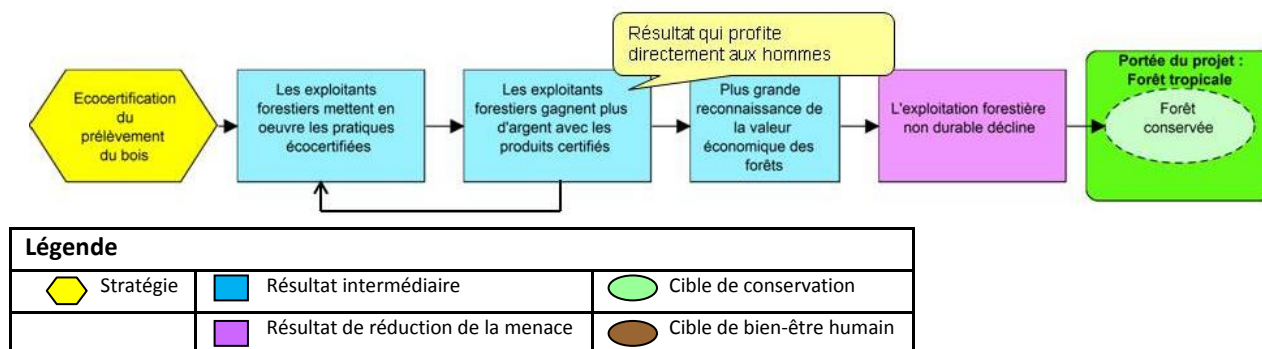 Résultat qui profite
directement aux hommes
Ecocertification
du
prélèvement
du bois
Les exploitants
forestiers mettent en
oeuvre les pratiques
écocertifiées
Les exploitants
forestiers gagnent plus
d'argent avec les
produits certifiés
Plus grande
reconnaissance de
la valeur
économique des
forêts
L'exploitation forestière
non durable décline
Portée du projet :
Forêt tropicale
Forêt
conservée
Légende
Stratégie
Résultat intermédiaire
Cible de conservation
Résultat de réduction de la menace
Cible de bien-être humain